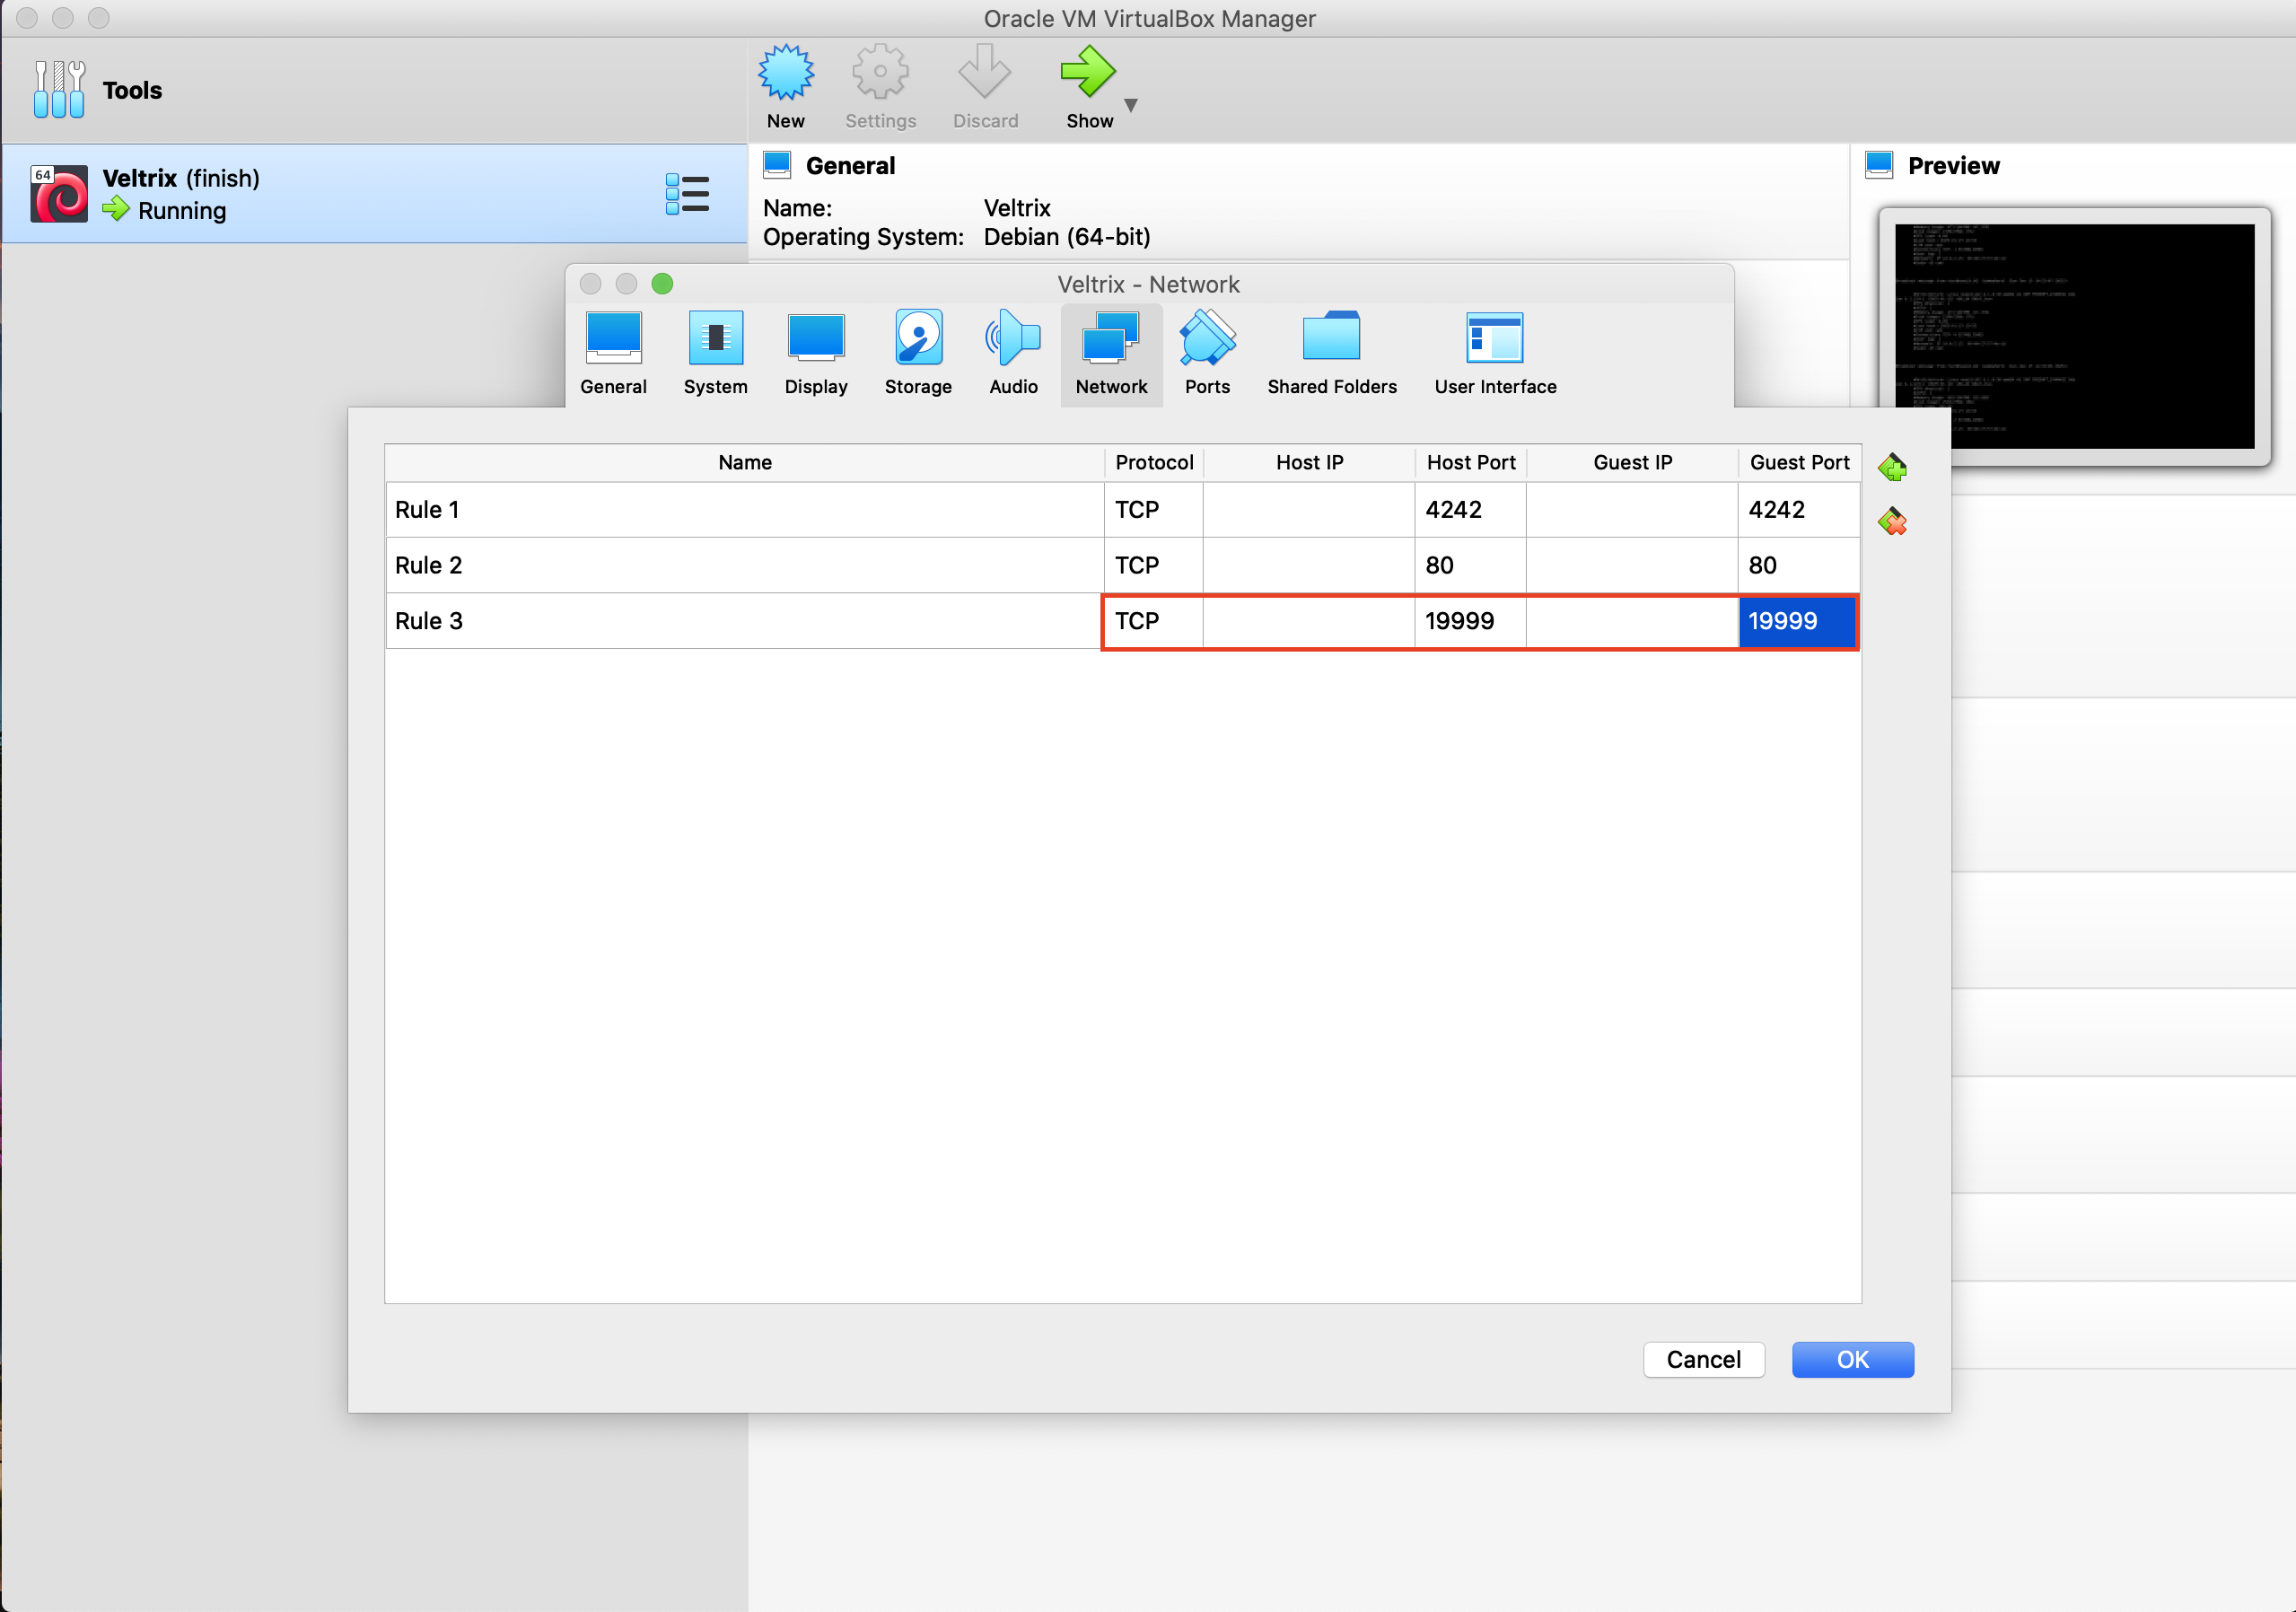 Oracle VM VirtualBox Manager
Tools
New
Settings
Discard
Show
64
Veltrix (finish)
Running
General
Name: Veltrix
Operating System: Debian (64-bit)
Preview
Veltrix - Network
General
System
Display
Storage
Audio
Network
Ports
Shared Folders
User Interface
Name Protocol Host IP Host Port Guest IP Guest Port
Rule 1 TCP 4242 4242
Rule 2 TCP 80 80
Rule 3 TCP 19999 19999
Cancel
OK